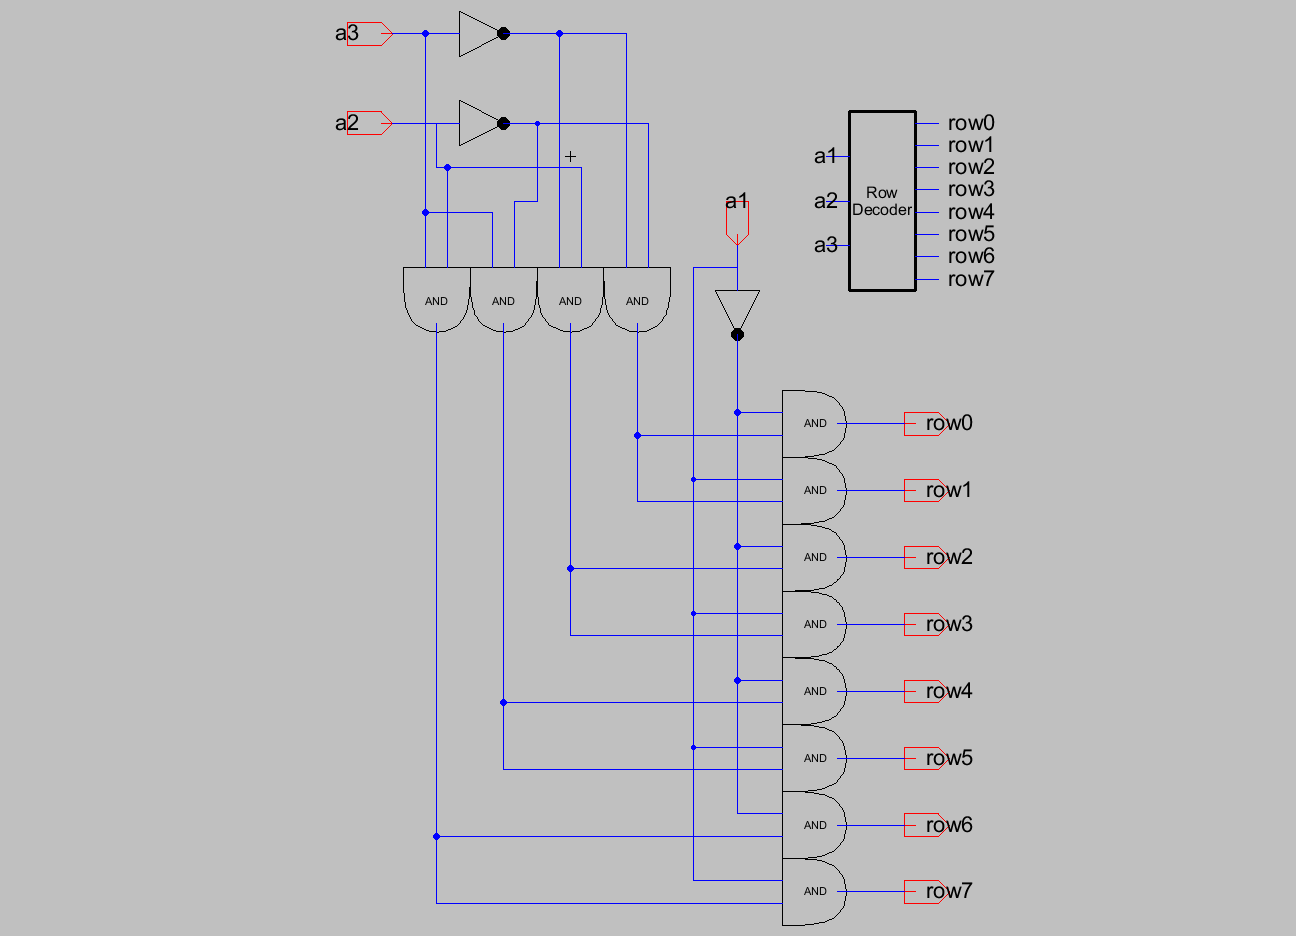 a3
a2
a1
row0
row1
row2
row3
row4
row5
row6
row7
a1
a2
a3
Row
Decoder
AND
AND
AND
AND
AND
row0
AND
row1
AND
row2
AND
row3
AND
row4
AND
row5
AND
row6
AND
row7